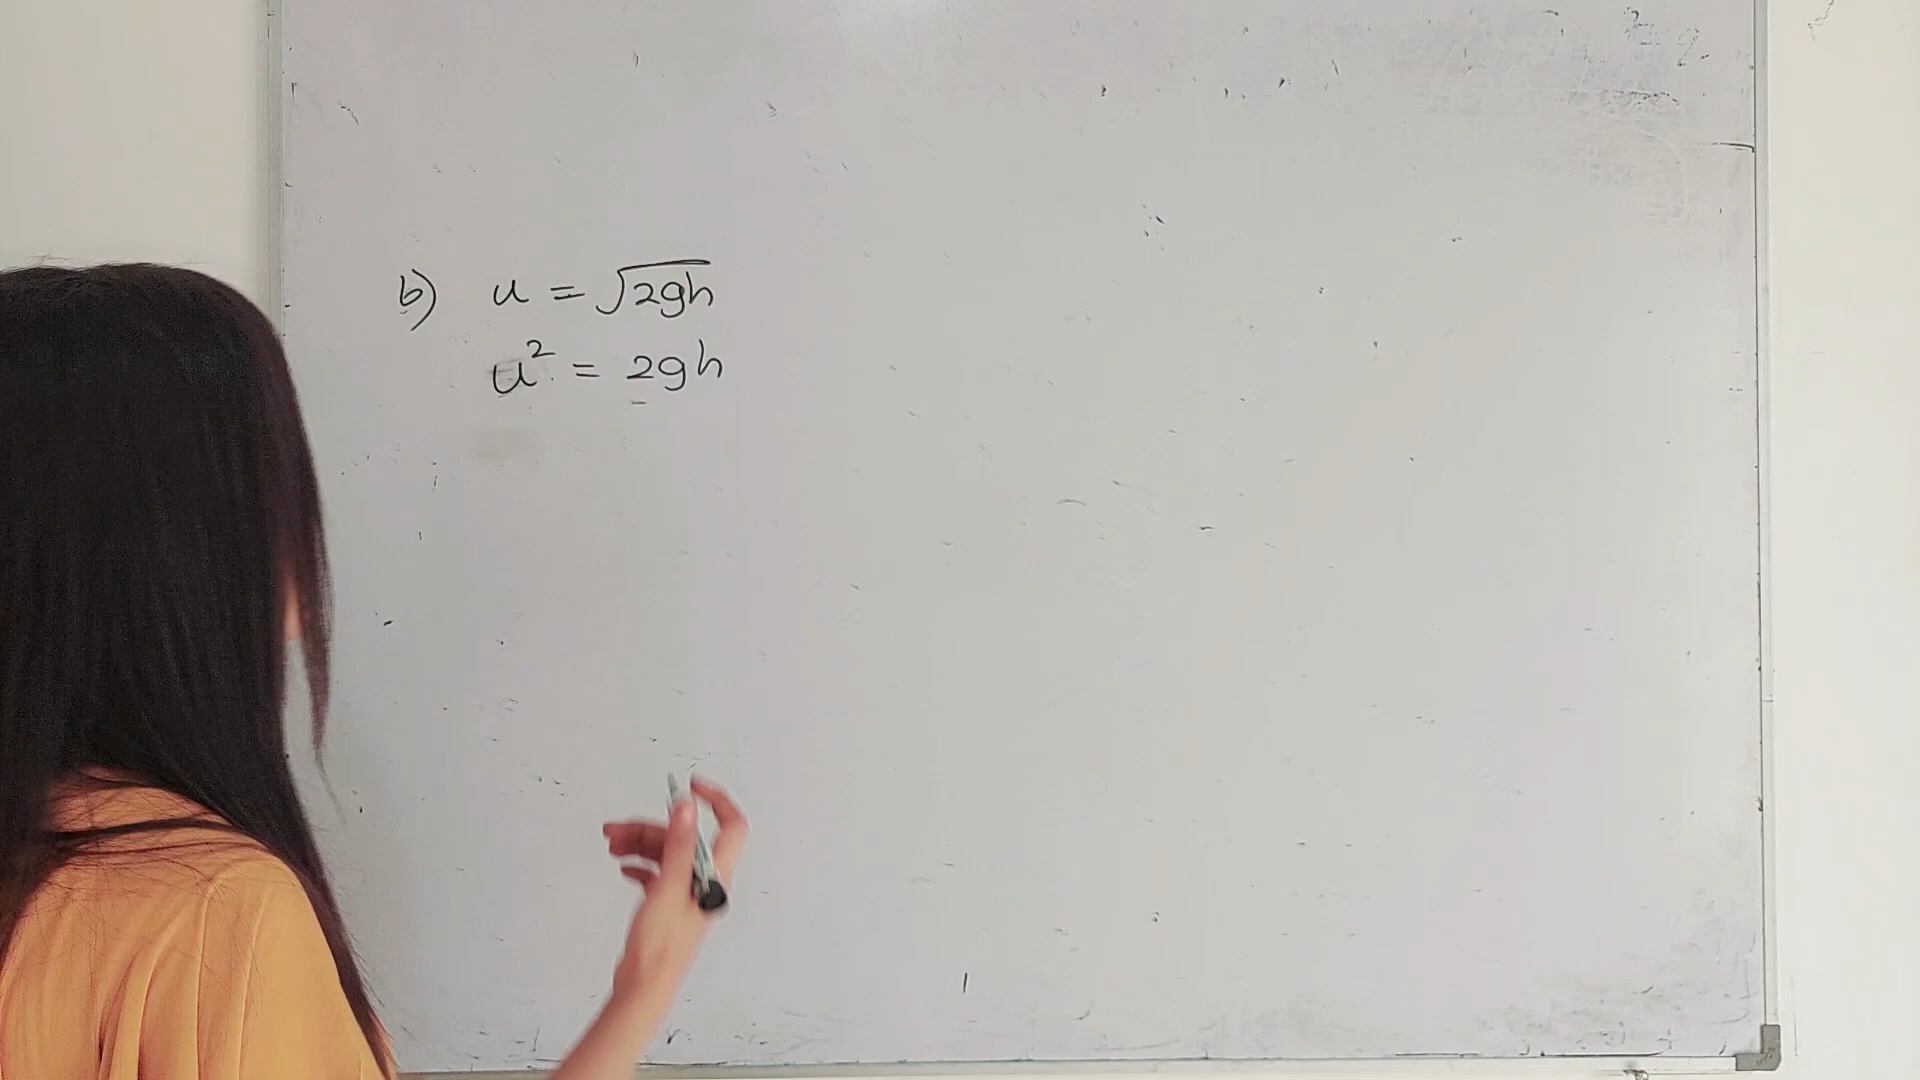 b) u = √2gh
u² = 2gh